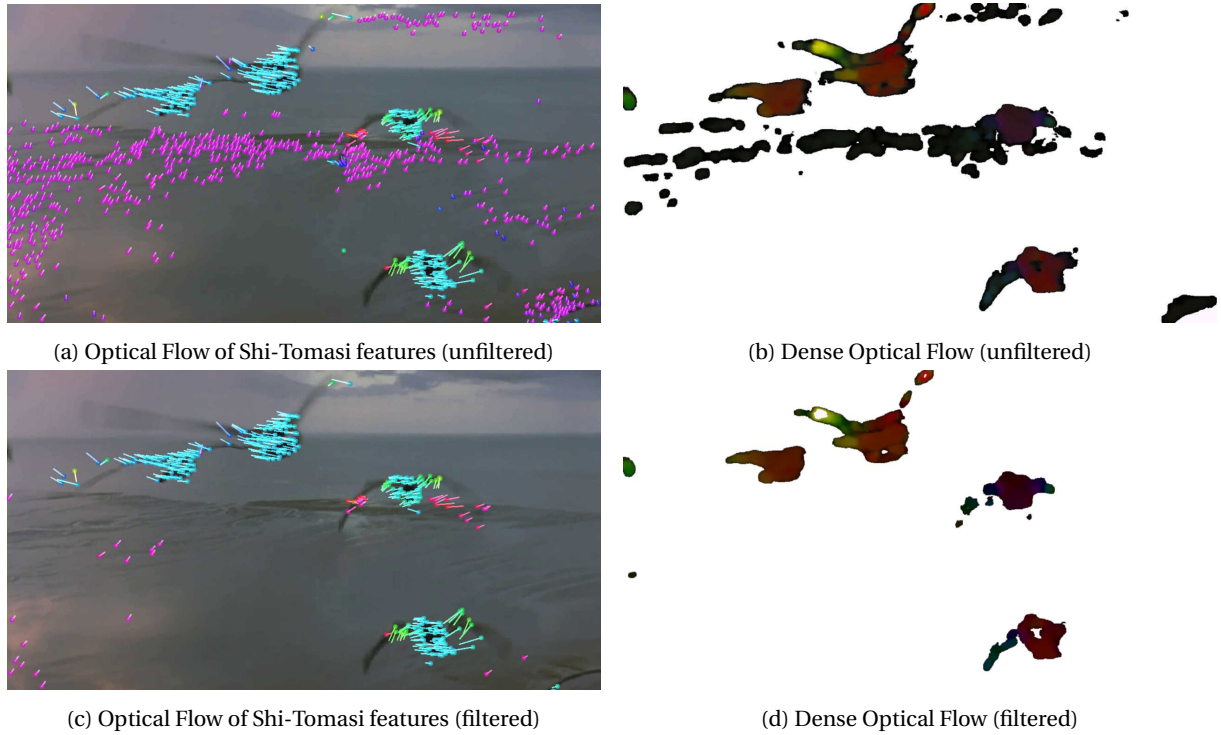 (a) Optical Flow of Shi-Tomasi features (unfiltered)
(b) Dense Optical Flow (unfiltered)
(c) Optical Flow of Shi-Tomasi features (filtered)
(d) Dense Optical Flow (filtered)